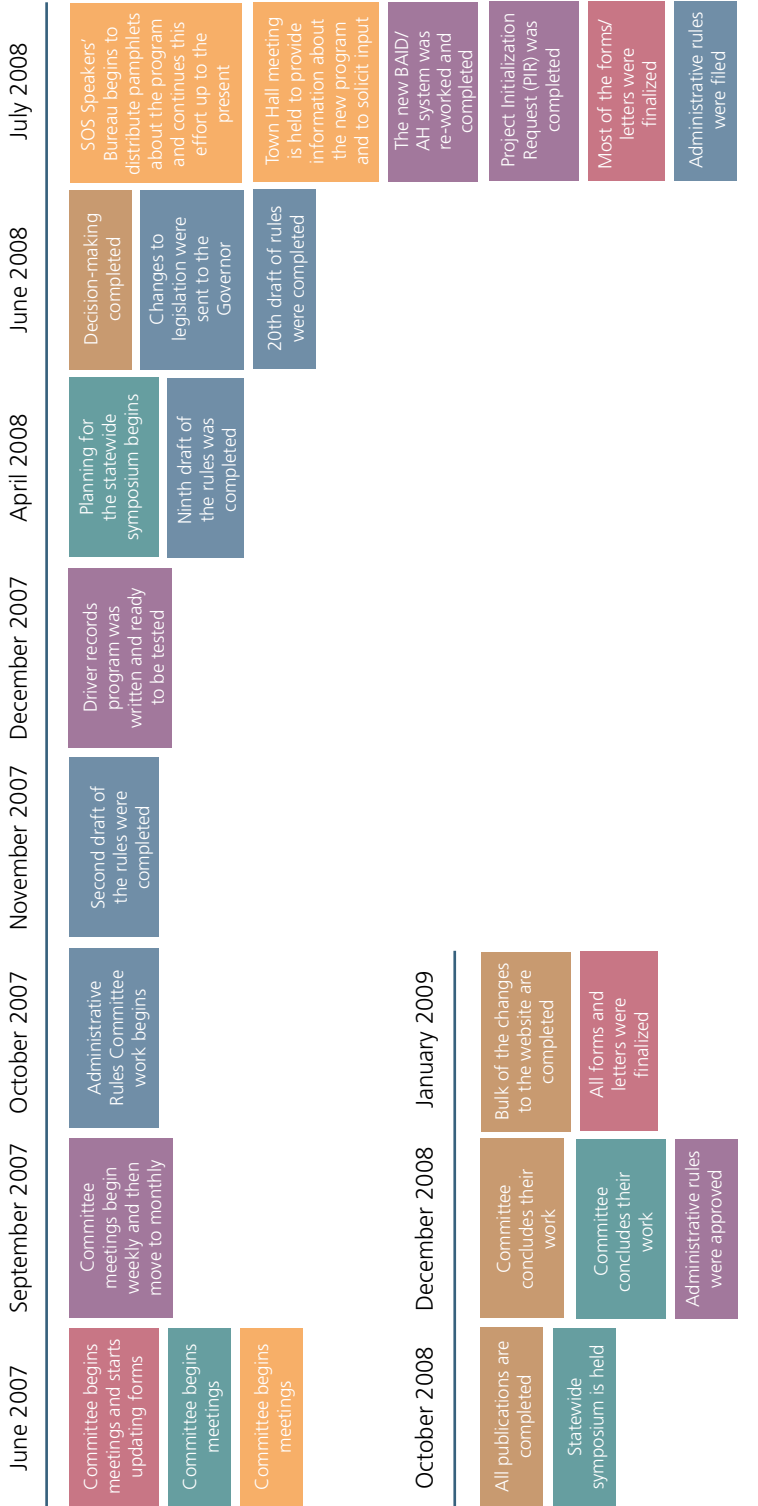 June 2007
Committee begins
meetings and starts
updating forms
Committee begins
meetings
Committee begins
meetings
September 2007
Committee
meetings begin
weekly and then
move to monthly
October 2007
Administrative
Rules Committee
work begins
November 2007
Second draft of
the rules were
completed
December 2007
Driver records
program was
written and ready
to be tested
April 2008
Planning for
the statewide
symposium begins
Ninth draft of
the rules was
completed
June 2008
Decision-making
completed
Changes to
legislation were
sent to the
Governor
20th draft of rules
were completed
July 2008
SOS Speakers’
Bureau begins to
distribute pamphlets
about the program
and continues this
effort up to the
present
Town Hall meeting
is held to provide
information about
the new program
and to solicit input
The new BAID/
AH system was
re-worked and
completed
Project Initialization
Request (PIR) was
completed
Most of the forms/
letters were
finalized
Administrative rules
were filed
October 2008
All publications are
completed
Statewide
symposium is held
December 2008
Committee
concludes their
work
Committee
concludes their
work
Administrative rules
were approved
January 2009
Bulk of the changes
to the website are
completed
All forms and
letters were
finalized